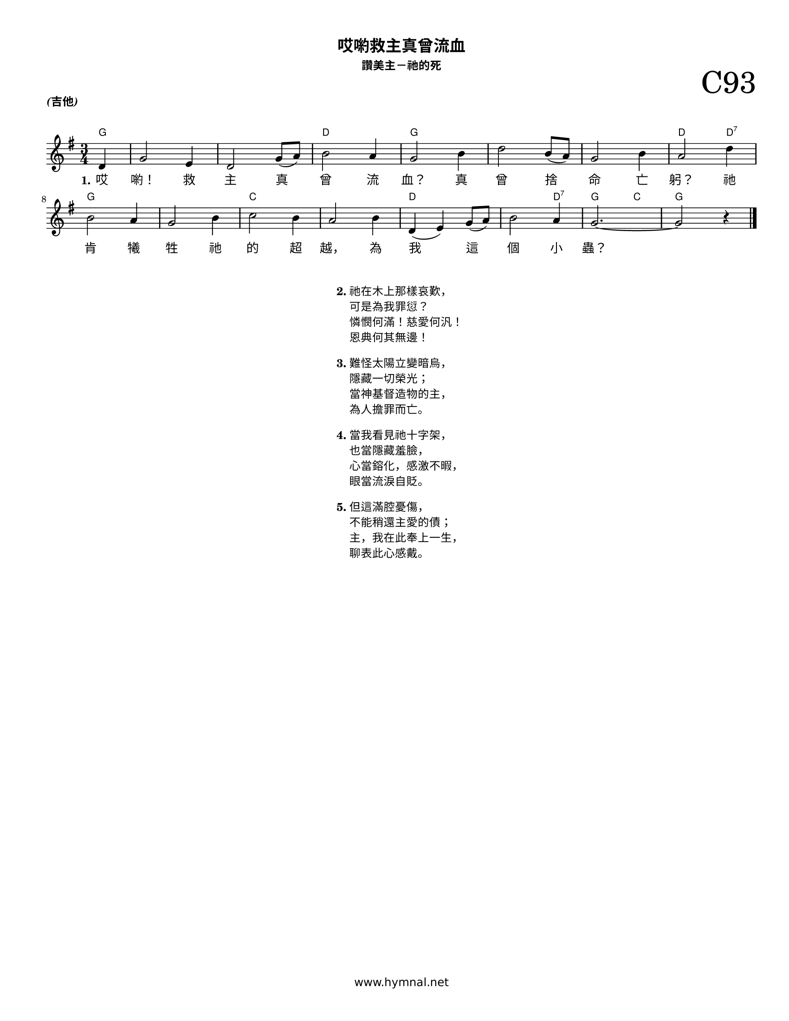 哎喲救主真曾流血
讚美主－祂的死
C93
(吉他)
G D G D D7
3
4
1. 哎 喲！ 救 主 真 曾 流 血？ 真 曾 捨 命 亡 躬？ 祂
8
G C D D7 G C G
肯 犧 牲 祂 的 超 越， 為 我 這 個 小 蟲？
2. 祂在木上那樣哀歎，
可是為我罪愆？
憐憫何滿！慈愛何汎！
恩典何其無邊！
3. 難怪太陽立變暗烏，
隱藏一切榮光；
當神基督造物的主，
為人擔罪而亡。
4. 當我看見祂十字架，
也當隱藏羞臉，
心當鎔化，感激不暇，
眼當流淚自貶。
5. 但這滿腔憂傷，
不能稍還主愛的債；
主，我在此奉上一生，
聊表此心感戴。
www.hymnal.net